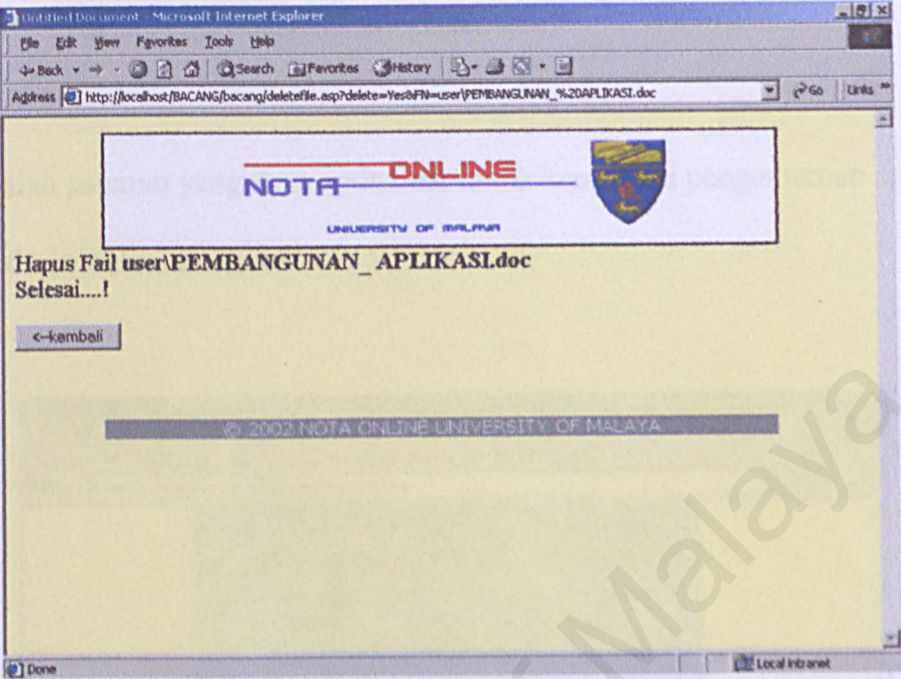 Untitled Document - Microsoft Internet Explorer
File Edit View Favorites Tools Help
Back Search Favorites History
Address http://localhost/BACANG/bacang/deletefile.asp?delete=Yes&FN=user\PEMBANGUNAN_%20APLIKASI.doc Go Links »
NOTA ONLINE
UNIVERSITY OF MALAYA
Hapus Fail user\PEMBANGUNAN_ APLIKASI.doc
Selesai....!
<--kembali
© 2002 NOTA ONLINE UNIVERSITY OF MALAYA
Malaya
Done Local intranet